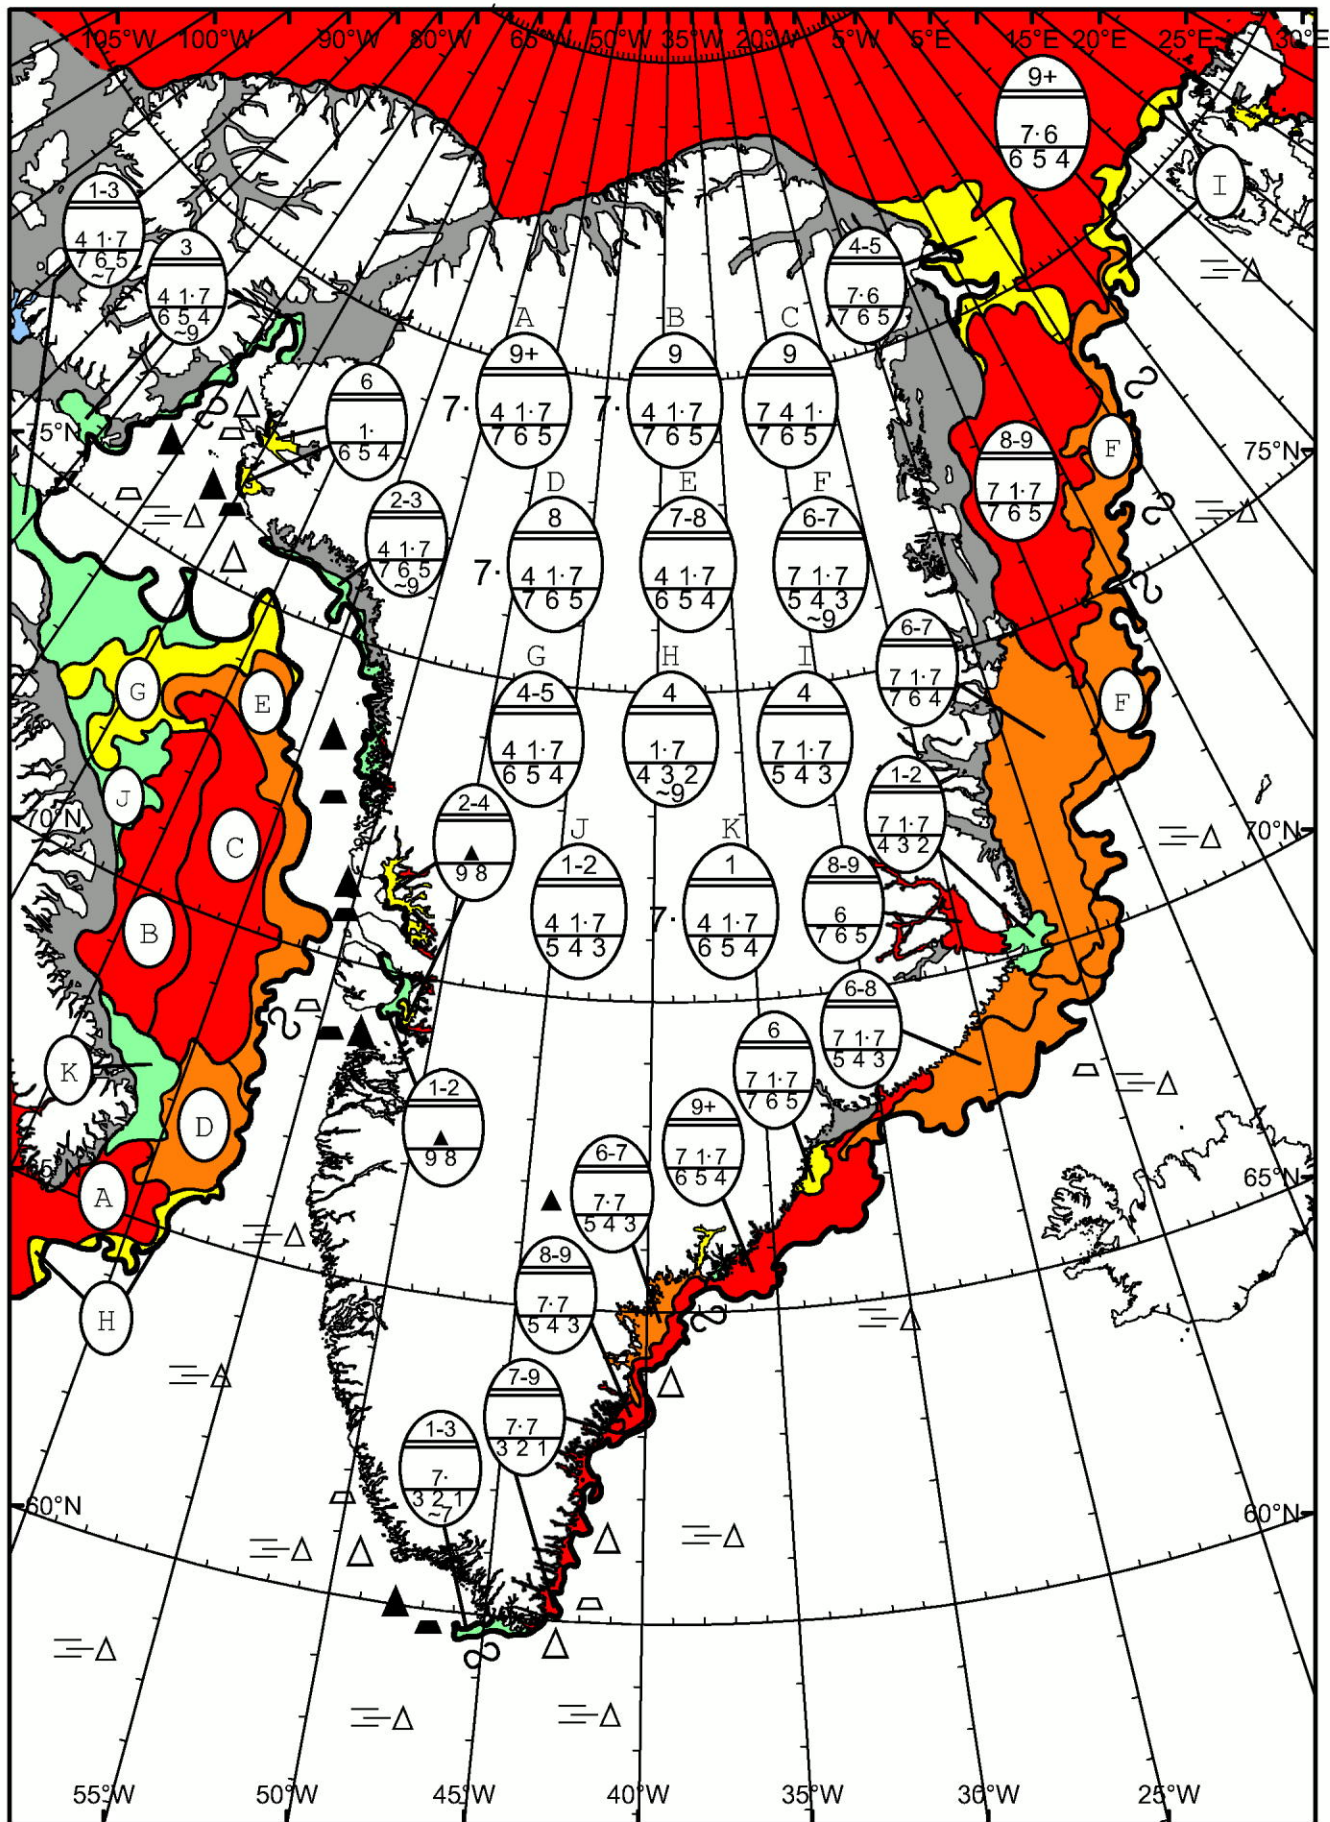 105°W 100°W 90°W 80°W 65°W 50°W 35°W 20°W 5°W 5°E 15°E 20°E 25°E 30°E
9+
7·6
6 5 4
I
1-3
4 1·7
7 6 5
~7
3
4 1·7
6 5 4
~9
4-5
7·6
7 6 5
A
9+
7·
4 1·7
7 6 5
B
9
7·
4 1·7
7 6 5
C
9
7 4 1·
7 6 5
6
1·
6 5 4
75°N
75°N
8-9
7 1·7
7 6 5
F
2-3
4 1·7
7 6 5
~9
D
8
7·
4 1·7
7 6 5
E
7-8
4 1·7
6 5 4
F
6-7
7 1·7
5 4 3
~9
6-7
7 1·7
7 6 4
G
E
F
G
4-5
4 1·7
6 5 4
H
4
1·7
4 3 2
~9
I
4
7 1·7
5 4 3
1-2
7 1·7
4 3 2
J
70°N
70°N
C
2-4
9 8
J
1-2
4 1·7
5 4 3
K
1
7·
4 1·7
6 5 4
8-9
6
7 6 5
B
6-8
7 1·7
5 4 3
6
7 1·7
7 6 5
K
D
1-2
9 8
9+
7 1·7
6 5 4
65°N
65°N
A
6-7
7·7
5 4 3
8-9
7·7
5 4 3
H
7-9
7·7
3 2 1
1-3
7·
3 2 1
~7
60°N
60°N
55°W 50°W 45°W 40°W 35°W 30°W 25°W